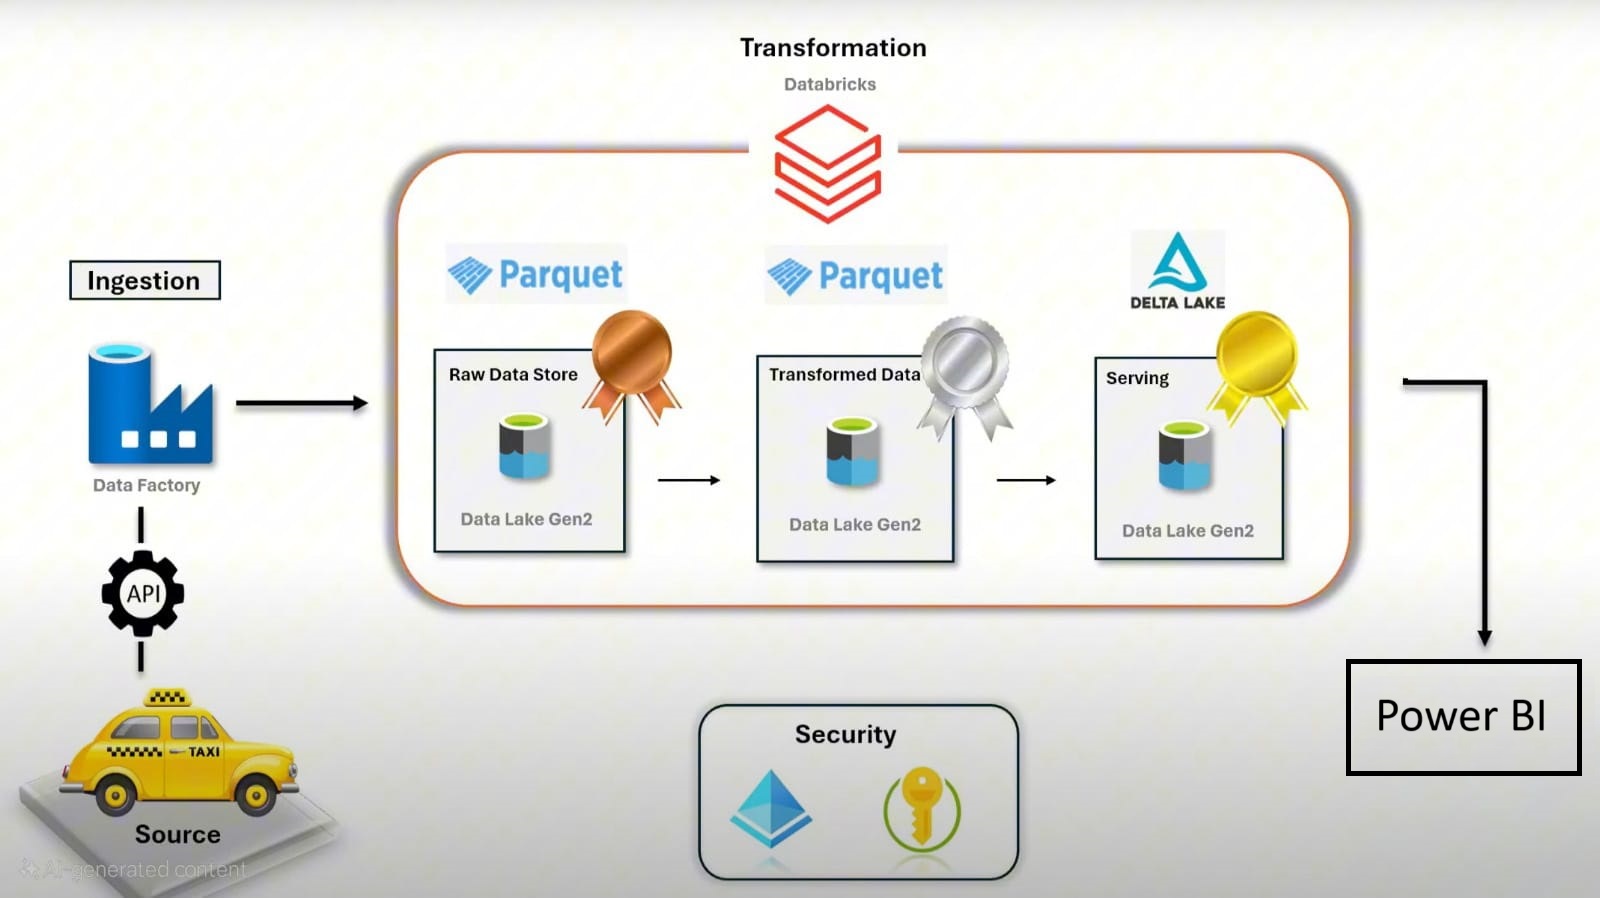 Transformation
Databricks
Parquet
Parquet
DELTA LAKE
Ingestion
Raw Data Store
Transformed Data
Serving
Data Factory
Data Lake Gen2
Data Lake Gen2
Data Lake Gen2
API
Power BI
Security
TAXI
Source
AI-generated content